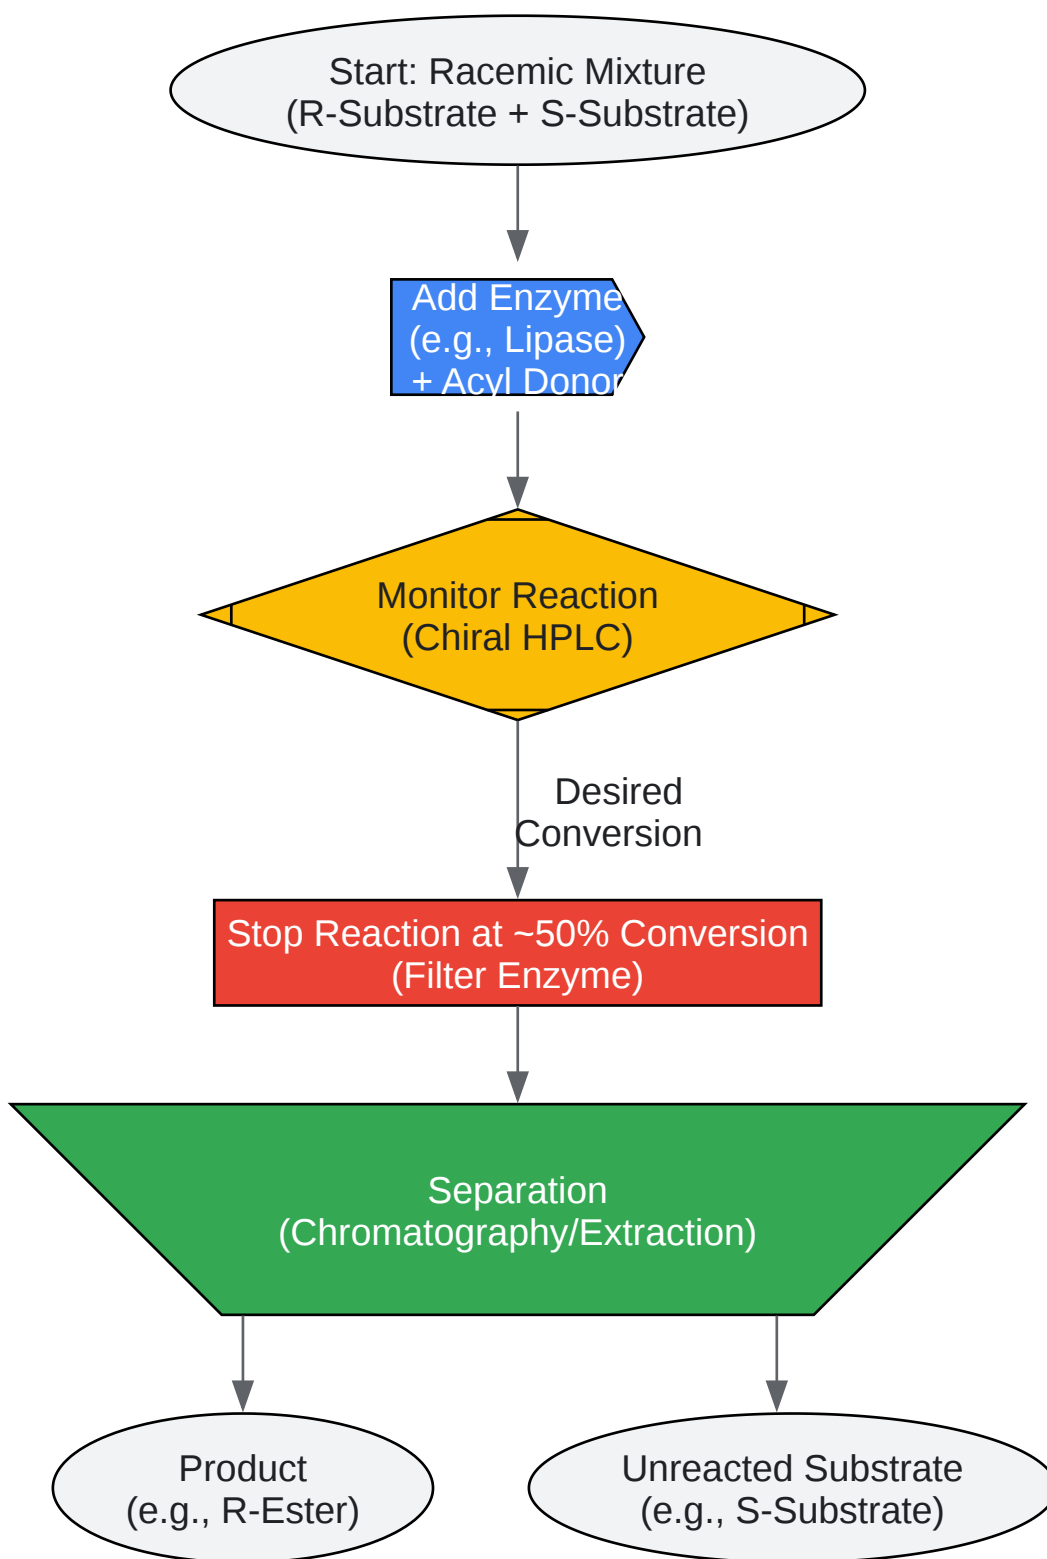 Start: Racemic Mixture
(R-Substrate + S-Substrate)
Add Enzyme
(e.g., Lipase)
+ Acyl Donor
Monitor Reaction
(Chiral HPLC)
Desired
Conversion
Stop Reaction at ~50% Conversion
(Filter Enzyme)
Separation
(Chromatography/Extraction)
Product
(e.g., R-Ester)
Unreacted Substrate
(e.g., S-Substrate)